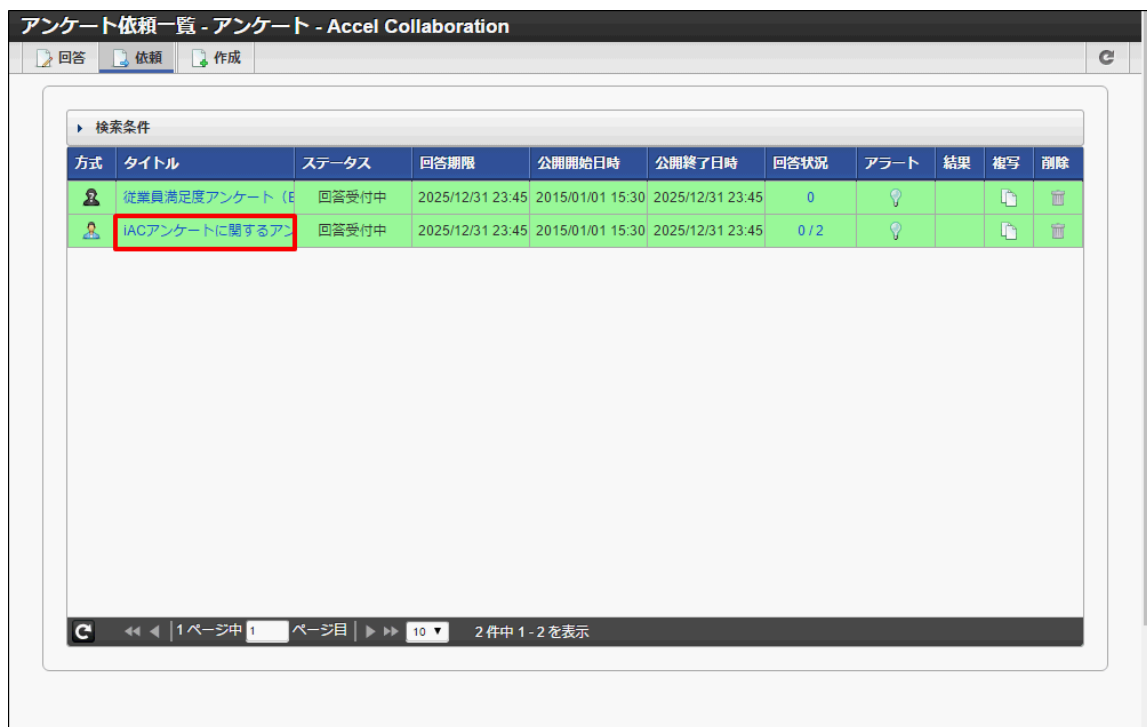 アンケート依頼一覧 - アンケート - Accel Collaboration
回答 依頼 作成
検索条件
方式 タイトル ステータス 回答期限 公開開始日時 公開終了日時 回答状況 アラート 結果 複写 削除
従業員満足度アンケート（E 回答受付中 2025/12/31 23:45 2015/01/01 15:30 2025/12/31 23:45 0
iACアンケートに関するアン 回答受付中 2025/12/31 23:45 2015/01/01 15:30 2025/12/31 23:45 0 / 2
1 ページ中 1 ページ目 10 2 件中 1 - 2 を表示